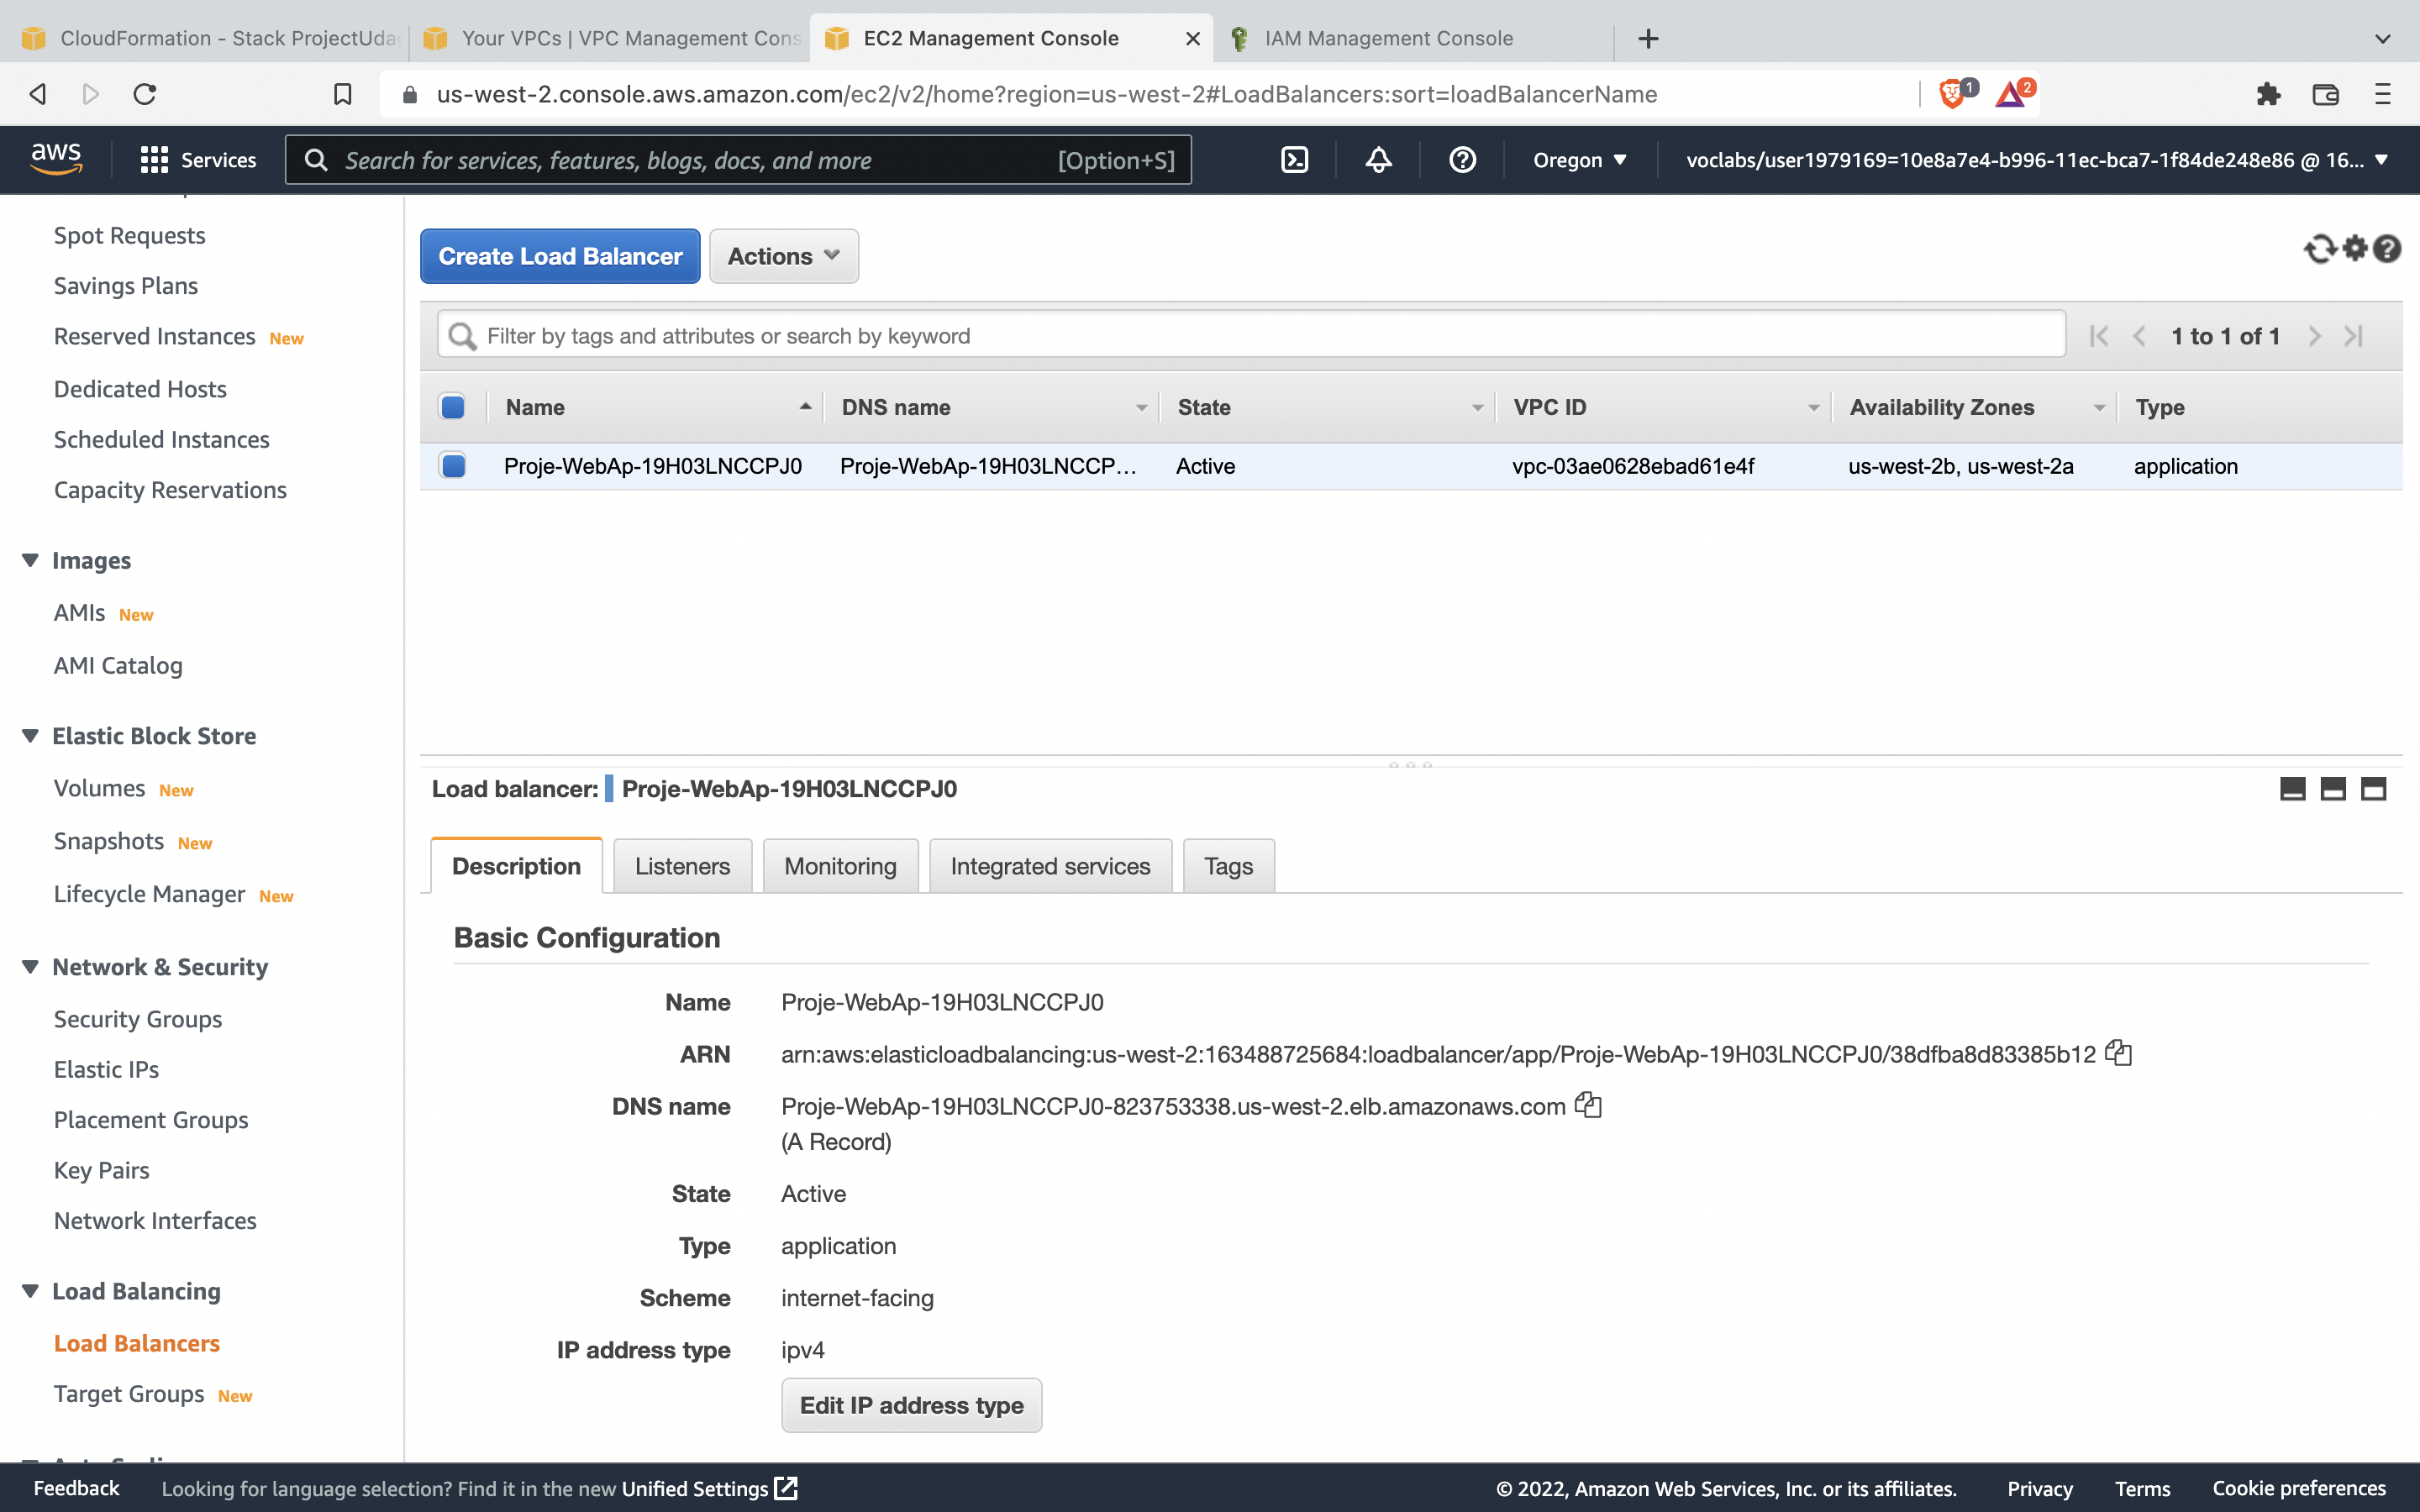 CloudFormation - Stack ProjectUda
Your VPCs | VPC Management Cons
EC2 Management Console
IAM Management Console
us-west-2.console.aws.amazon.com/ec2/v2/home?region=us-west-2#LoadBalancers:sort=loadBalancerName
1
2
aws
Services
Search for services, features, blogs, docs, and more
[Option+S]
Oregon
voclabs/user1979169=10e8a7e4-b996-11ec-bca7-1f84de248e86 @ 16...
Spot Requests
Savings Plans
Reserved Instances New
Dedicated Hosts
Scheduled Instances
Capacity Reservations
Images
AMIs New
AMI Catalog
Elastic Block Store
Volumes New
Snapshots New
Lifecycle Manager New
Network & Security
Security Groups
Elastic IPs
Placement Groups
Key Pairs
Network Interfaces
Load Balancing
Load Balancers
Target Groups New
Create Load Balancer
Actions
Filter by tags and attributes or search by keyword
1 to 1 of 1
Name DNS name State VPC ID Availability Zones Type
Proje-WebAp-19H03LNCCPJ0 Proje-WebAp-19H03LNCCP... Active vpc-03ae0628ebad61e4f us-west-2b, us-west-2a application
Load balancer: Proje-WebAp-19H03LNCCPJ0
Description Listeners Monitoring Integrated services Tags
Basic Configuration
Name Proje-WebAp-19H03LNCCPJ0
ARN arn:aws:elasticloadbalancing:us-west-2:163488725684:loadbalancer/app/Proje-WebAp-19H03LNCCPJ0/38dfba8d83385b12
DNS name Proje-WebAp-19H03LNCCPJ0-823753338.us-west-2.elb.amazonaws.com
(A Record)
State Active
Type application
Scheme internet-facing
IP address type ipv4
Edit IP address type
Feedback
Looking for language selection? Find it in the new Unified Settings
© 2022, Amazon Web Services, Inc. or its affiliates.
Privacy
Terms
Cookie preferences